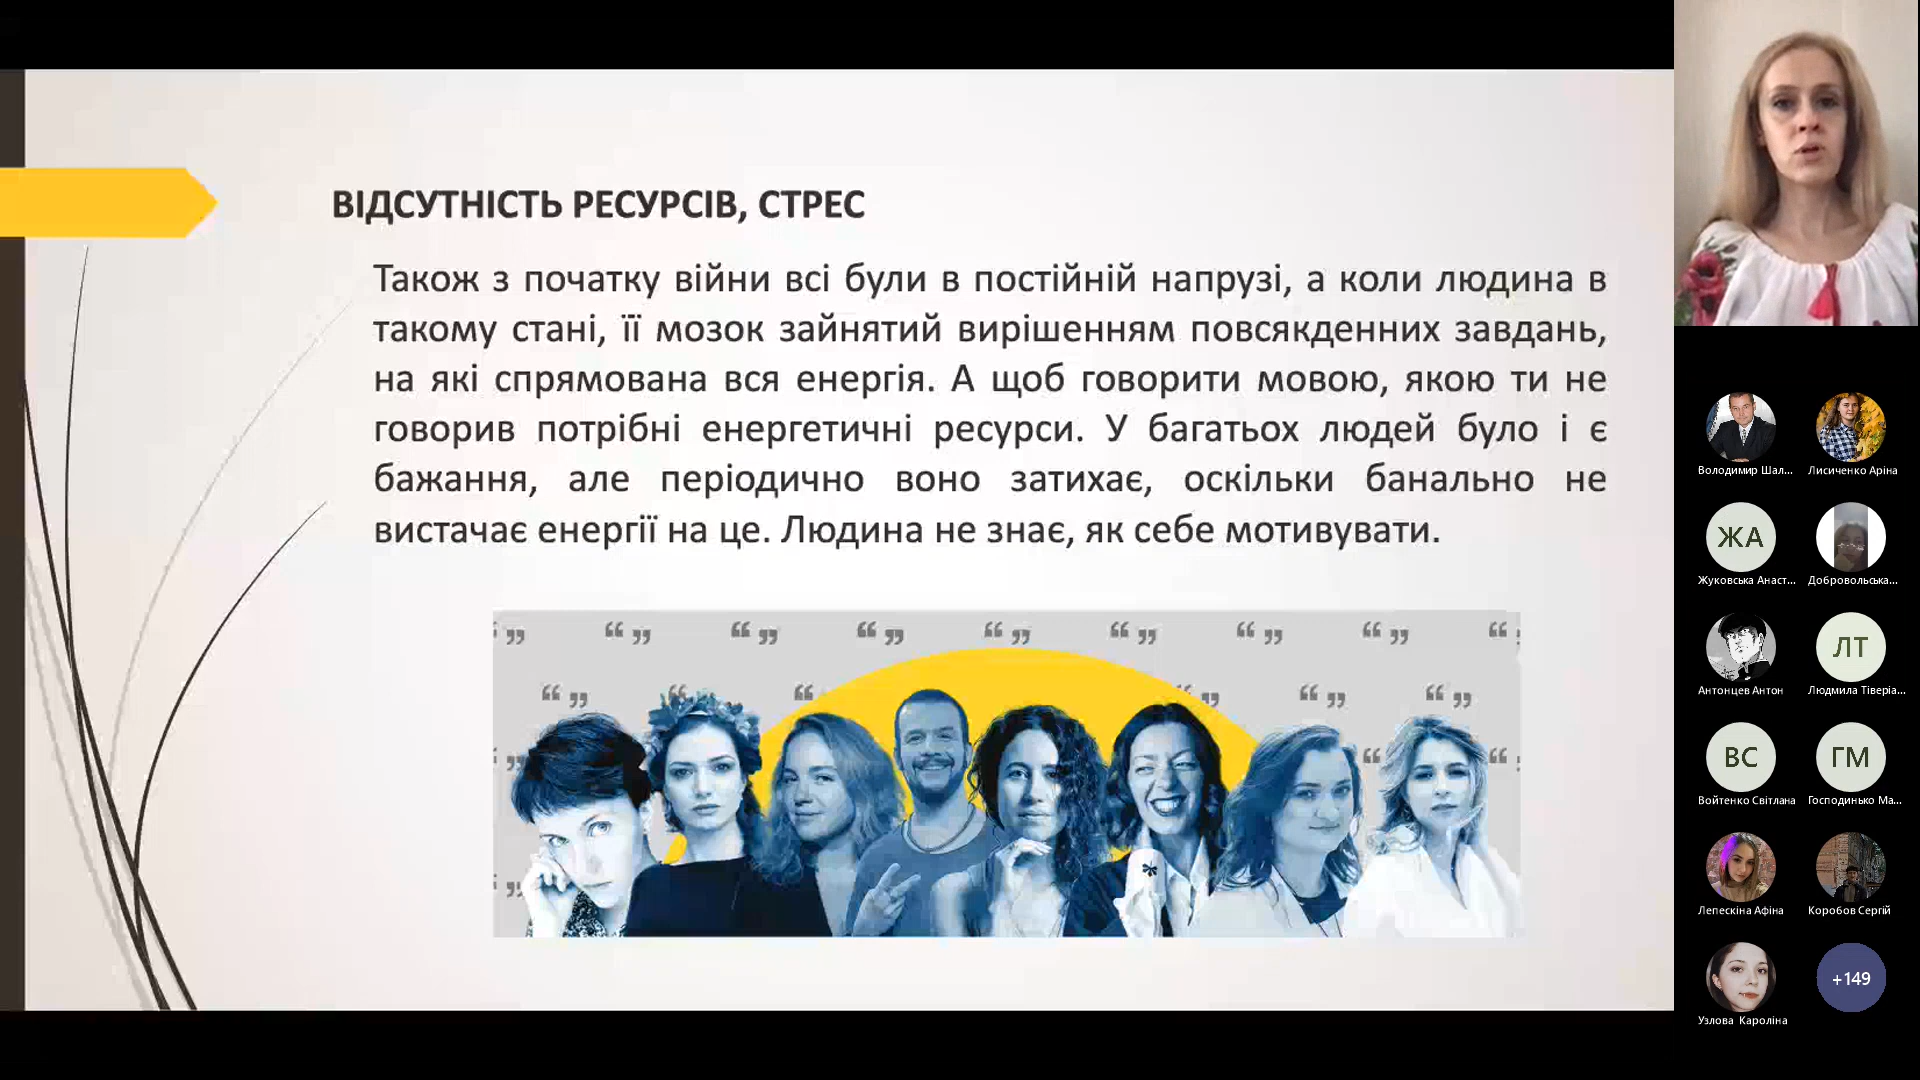 ВІДСУТНІСТЬ РЕСУРСІВ, СТРЕС
Також з початку війни всі були в постійній напрузі, а коли людина в
такому стані, її мозок зайнятий вирішенням повсякденних завдань,
на які спрямована вся енергія. А щоб говорити мовою, якою ти не
говорив потрібні енергетичні ресурси. У багатьох людей було і є
бажання, але періодично воно затихає, оскільки банально не
вистачає енергії на це. Людина не знає, як себе мотивувати.
Володимир Шал...
Лисиченко Аріна
ЖА
Жуковська Анаст...
Добровольська...
Антонцев Антон
ЛТ
Людмила Тіверіа...
ВС
Войтенко Світлана
ГМ
Господинько Ма...
Лепескіна Афіна
Коробов Сергій
Узлова Кароліна
+149